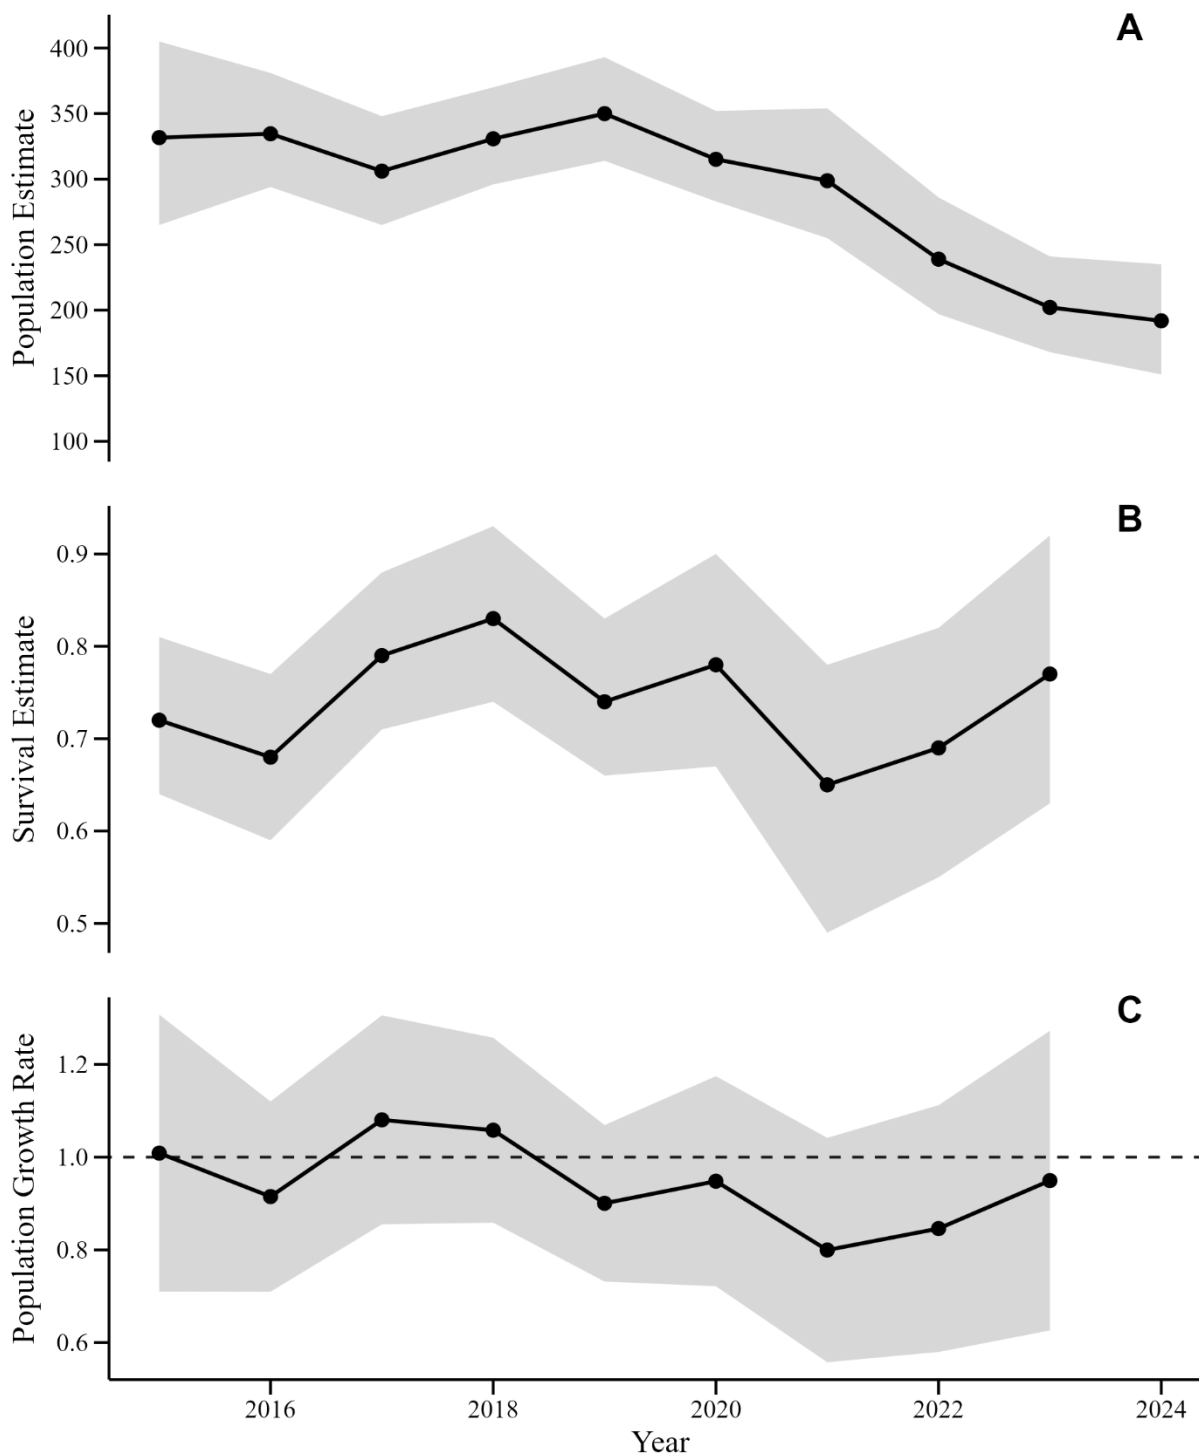 A
Population Estimate
400
350
300
250
200
150
100
B
Survival Estimate
0.9
0.8
0.7
0.6
0.5
C
Population Growth Rate
1.2
1.0
0.8
0.6
2016 2018 2020 2022 2024
Year